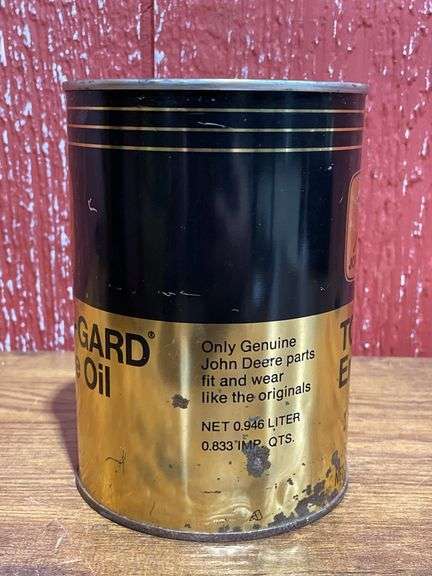 -GARD®
e Oil
Only Genuine
John Deere parts
fit and wear
like the originals
NET 0.946 LITER
0.833 IMP. QTS.
TO
E